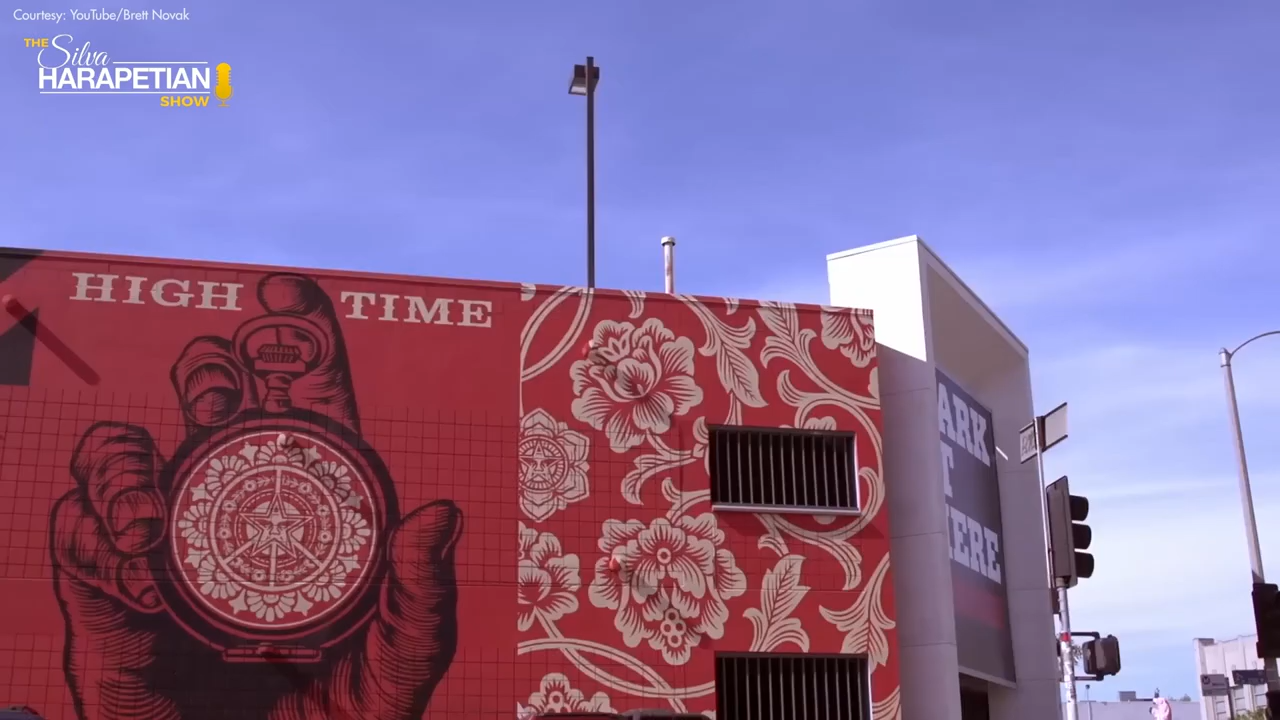 Courtesy: YouTube/Brett Novak
THE
Silva
HARAPETIAN
SHOW
HIGH TIME
ARK
T
ERE